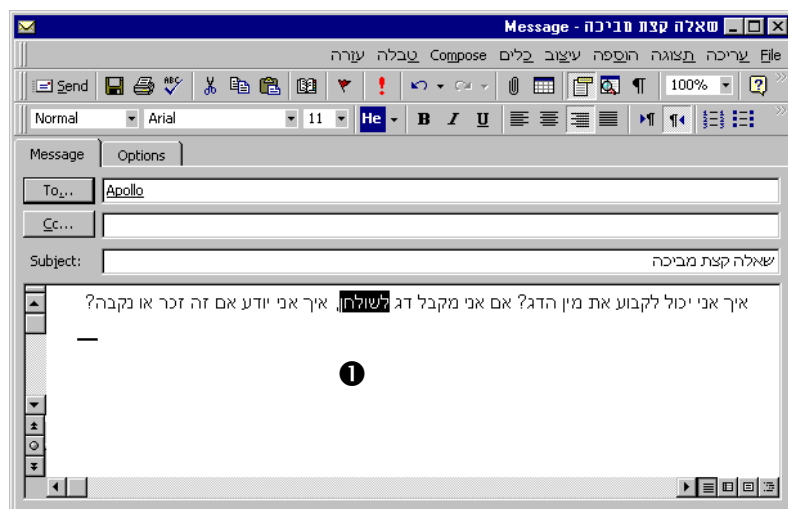 שאלה קצת מביכה - Message
File עריכה תצוגה הוספה עיצוב כלים Compose טבלה עזרה
Send ABC 100%
Normal Arial 11 He B I U
Message Options
To... Apollo
Cc...
Subject: שאלה קצת מביכה
איך אני יכול לקבוע את מין הדג? אם אני מקבל דג לשולחן, איך אני יודע אם זה זכר או נקבה?
1